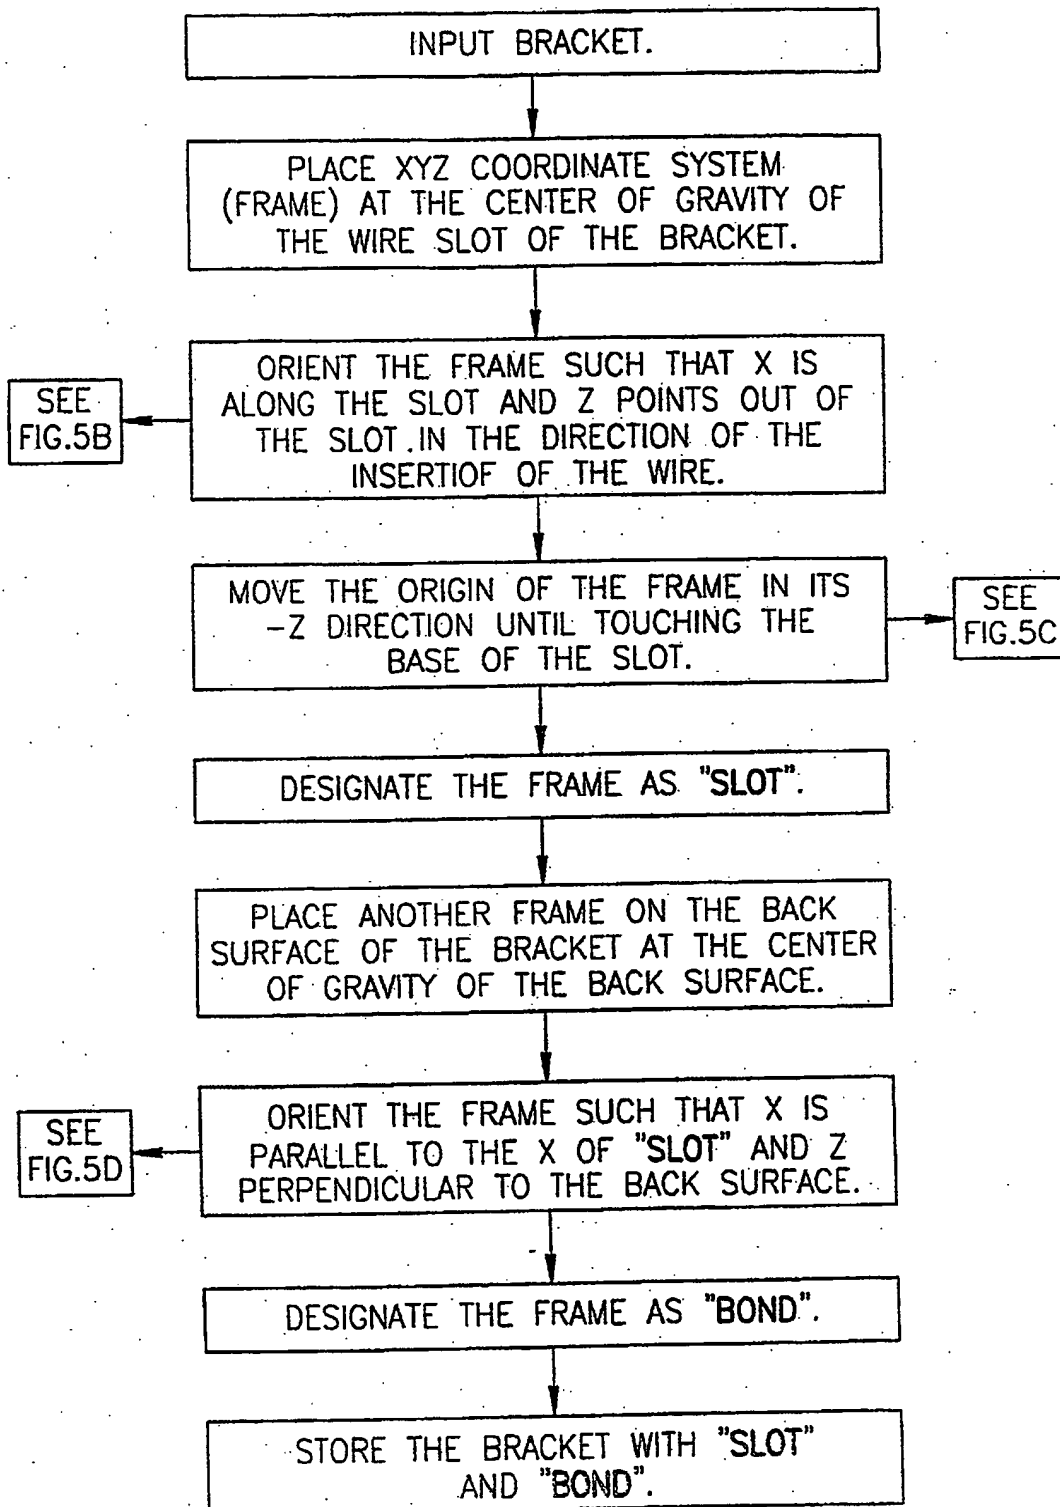 INPUT BRACKET.
PLACE XYZ COORDINATE SYSTEM
(FRAME) AT THE CENTER OF GRAVITY OF
THE WIRE SLOT OF THE BRACKET.
ORIENT THE FRAME SUCH THAT X IS
ALONG THE SLOT AND Z POINTS OUT OF
THE SLOT IN THE DIRECTION OF THE
INSERTIOF OF THE WIRE.
SEE
FIG.5B
MOVE THE ORIGIN OF THE FRAME IN ITS
-Z DIRECTION UNTIL TOUCHING THE
BASE OF THE SLOT.
SEE
FIG.5C
DESIGNATE THE FRAME AS "SLOT".
PLACE ANOTHER FRAME ON THE BACK
SURFACE OF THE BRACKET AT THE CENTER
OF GRAVITY OF THE BACK SURFACE.
ORIENT THE FRAME SUCH THAT X IS
PARALLEL TO THE X OF "SLOT" AND Z
PERPENDICULAR TO THE BACK SURFACE.
SEE
FIG.5D
DESIGNATE THE FRAME AS "BOND".
STORE THE BRACKET WITH "SLOT"
AND "BOND".